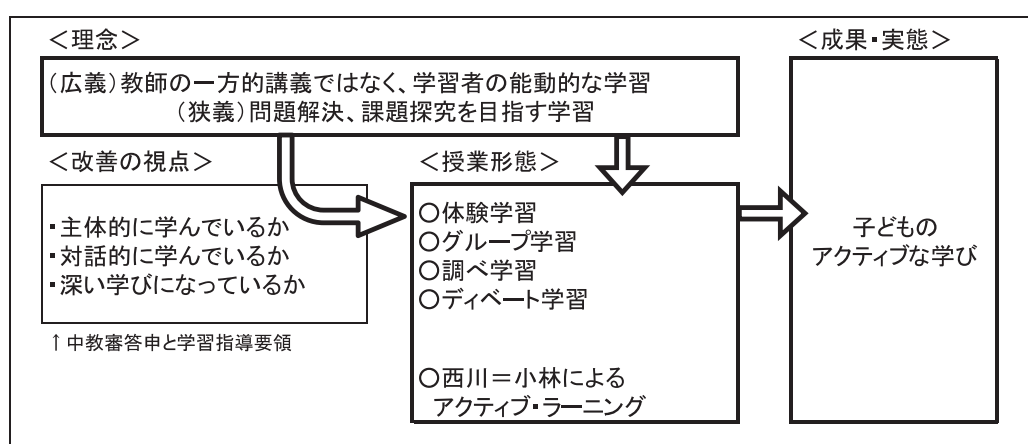 ＜理念＞
（広義）教師の一方的講義ではなく、学習者の能動的な学習
（狭義）問題解決、課題探究を目指す学習
＜改善の視点＞
・主体的に学んでいるか
・対話的に学んでいるか
・深い学びになっているか
↑中教審答申と学習指導要領
＜授業形態＞
○体験学習
○グループ学習
○調べ学習
○ディベート学習
○西川＝小林による
アクティブ・ラーニング
＜成果・実態＞
子どもの
アクティブな学び